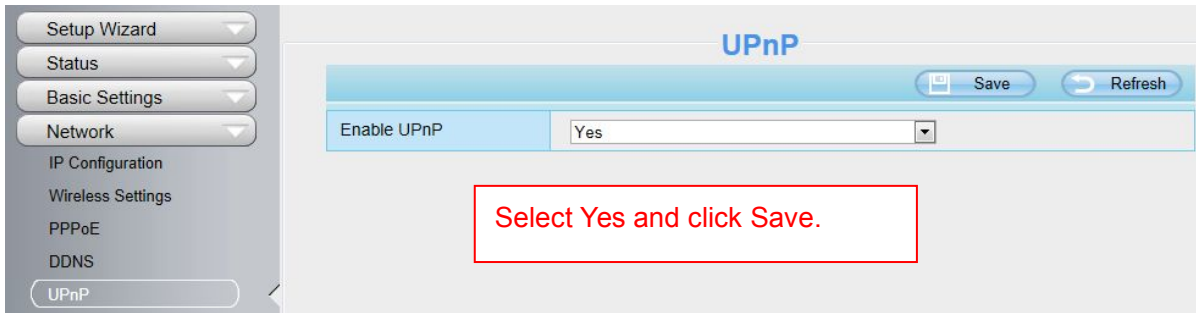 Setup Wizard
Status
Basic Settings
Network
IP Configuration
Wireless Settings
PPPoE
DDNS
UPnP
UPnP
Save Refresh
Enable UPnP Yes
Select Yes and click Save.